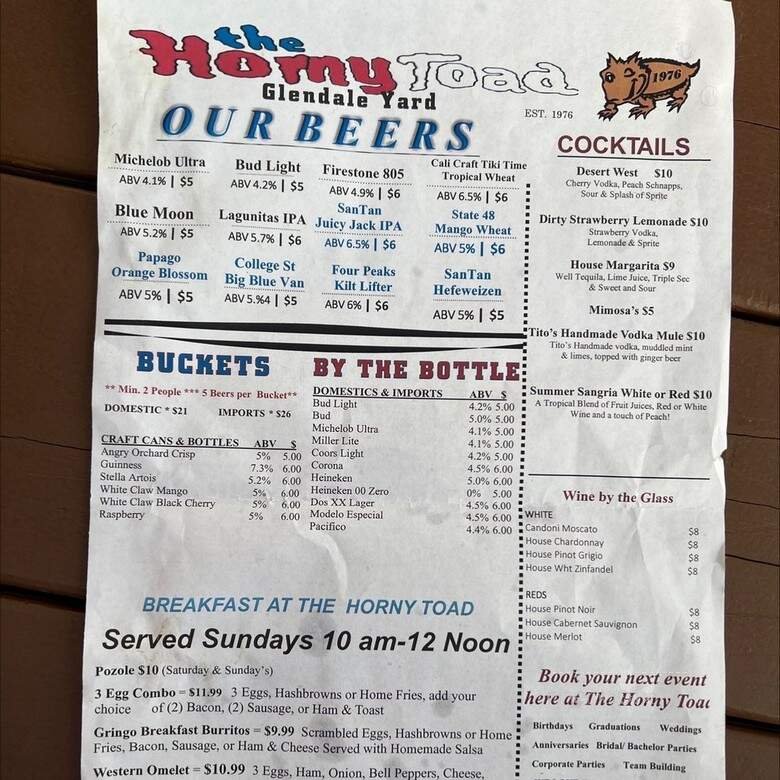 the
Horny Toad
Glendale Yard
EST. 1976
1976
OUR BEERS
Michelob Ultra
ABV 4.1% | $5
Bud Light
ABV 4.2% | $5
Firestone 805
ABV 4.9% | $6
Cali Craft Tiki Time
Tropical Wheat
ABV 6.5% | $6
Blue Moon
ABV 5.2% | $5
Lagunitas IPA
ABV 5.7% | $6
SanTan
Juicy Jack IPA
ABV 6.5% | $6
State 48
Mango Wheat
ABV 5% | $6
Papago
Orange Blossom
ABV 5% | $5
College St
Big Blue Van
ABV 5.%4 | $5
Four Peaks
Kilt Lifter
ABV 6% | $6
SanTan
Hefeweizen
ABV 5% | $5
BUCKETS
** Min. 2 People *** 5 Beers per Bucket**
DOMESTIC * $21 IMPORTS * $26
CRAFT CANS & BOTTLES ABV $
Angry Orchard Crisp 5% 5.00
Guinness 7.3% 6.00
Stella Artois 5.2% 6.00
White Claw Mango 5% 6.00
White Claw Black Cherry 5% 6.00
Raspberry 5% 6.00
BY THE BOTTLE
DOMESTICS & IMPORTS ABV $
Bud Light 4.2% 5.00
Bud 5.0% 5.00
Michelob Ultra 4.1% 5.00
Miller Lite 4.1% 5.00
Coors Light 4.2% 5.00
Corona 4.5% 6.00
Heineken 5.0% 6.00
Heineken 00 Zero 0% 5.00
Dos XX Lager 4.5% 6.00
Modelo Especial 4.5% 6.00
Pacifico 4.4% 6.00
COCKTAILS
Desert West $10
Cherry Vodka, Peach Schnapps,
Sour & Splash of Sprite
Dirty Strawberry Lemonade $10
Strawberry Vodka,
Lemonade & Sprite
House Margarita $9
Well Tequila, Lime Juice, Triple Sec
& Sweet and Sour
Mimosa's $5
Tito's Handmade Vodka Mule $10
Tito's Handmade vodka, muddled mint
& limes, topped with ginger beer
Summer Sangria White or Red $10
A Tropical Blend of Fruit Juices, Red or White
Wine and a touch of Peach!
Wine by the Glass
WHITE
Candoni Moscato $8
House Chardonnay $8
House Pinot Grigio $8
House Wht Zinfandel $8
REDS
House Pinot Noir $8
House Cabernet Sauvignon $8
House Merlot $8
Book your next event
here at The Horny Toad
Birthdays Graduations Weddings
Anniversaries Bridal/ Bachelor Parties
Corporate Parties Team Building
BREAKFAST AT THE HORNY TOAD
Served Sundays 10 am-12 Noon
Pozole $10 (Saturday & Sunday's)
3 Egg Combo = $11.99 3 Eggs, Hashbrowns or Home Fries, add your
choice of (2) Bacon, (2) Sausage, or Ham & Toast
Gringo Breakfast Burritos = $9.99 Scrambled Eggs, Hashbrowns or Home
Fries, Bacon, Sausage, or Ham & Cheese Served with Homemade Salsa
Western Omelet = $10.99 3 Eggs, Ham, Onion, Bell Peppers, Cheese,